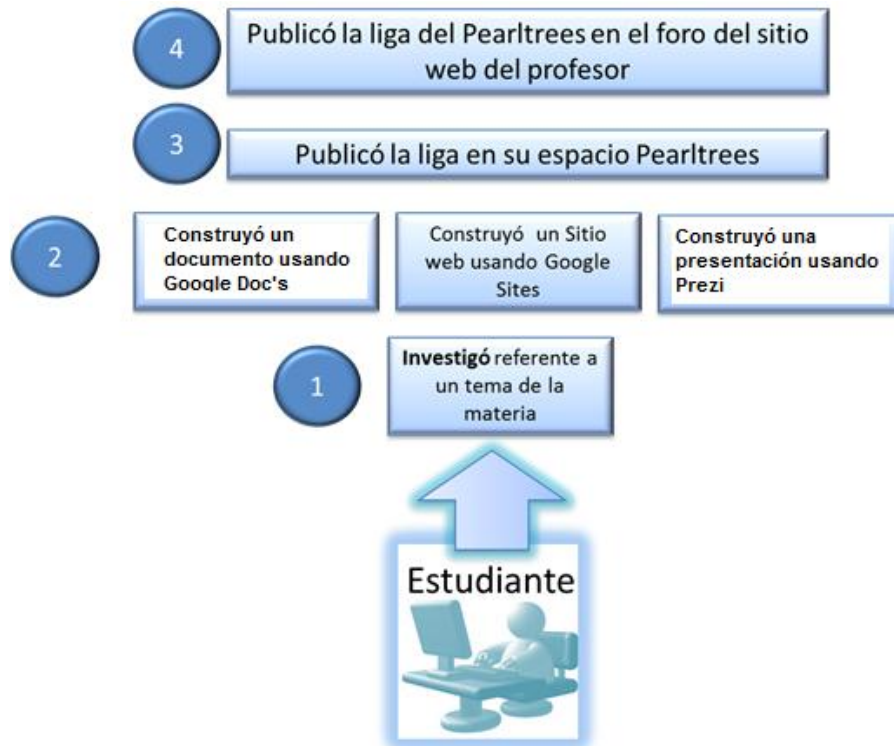 4
Publicó la liga del Pearltrees en el foro del sitio
web del profesor
3
Publicó la liga en su espacio Pearltrees
2
Construyó un
documento usando
Google Doc's
Construyó un Sitio
web usando Google
Sites
Construyó una
presentación usando
Prezi
1
Investigó referente a
un tema de la
materia
Estudiante